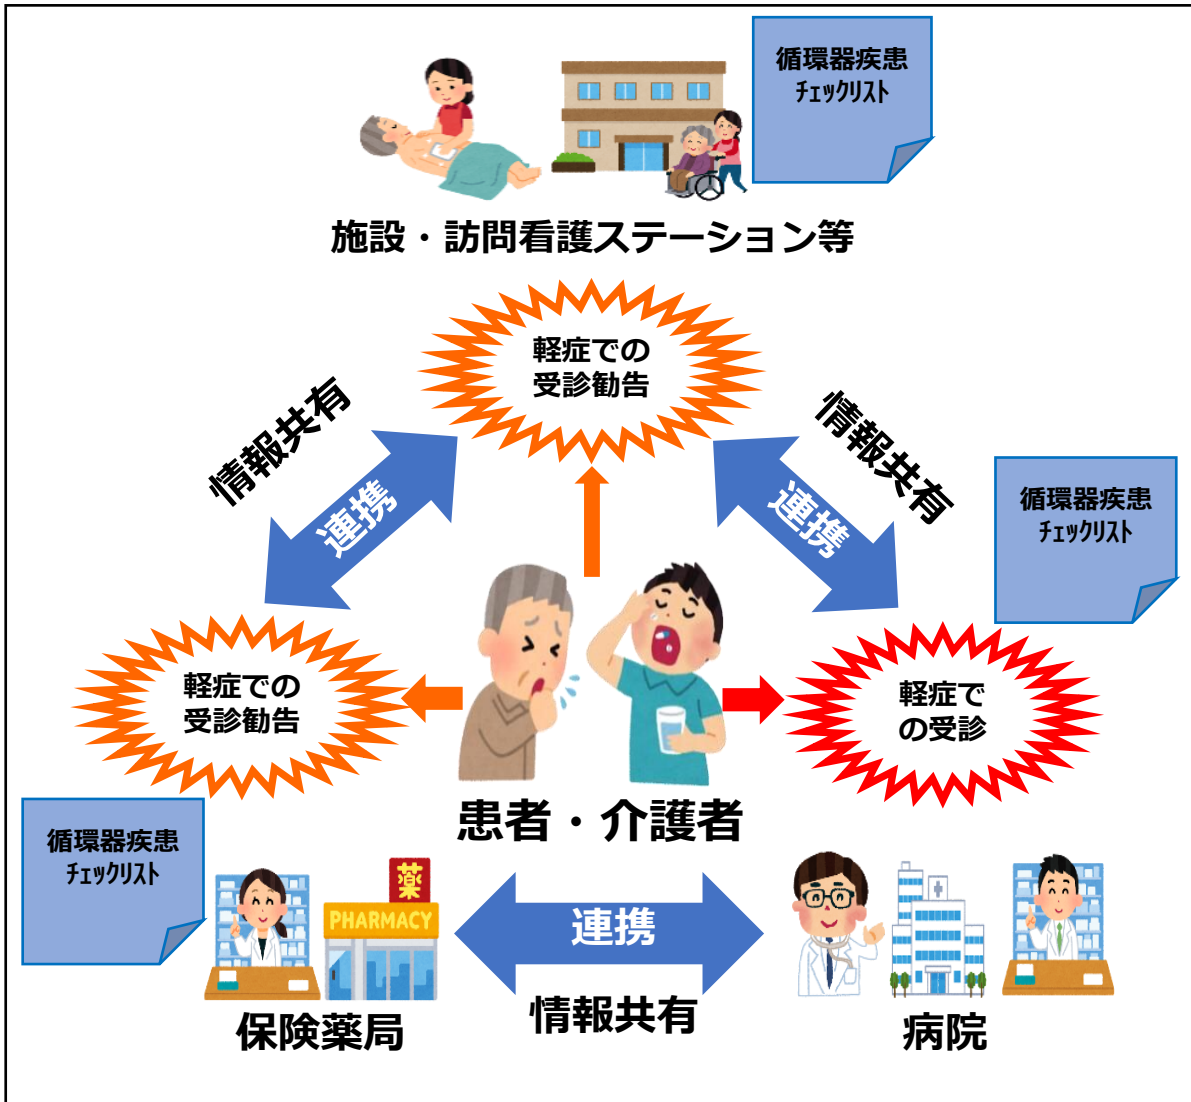 循環器疾患
ﾁｪｯｸﾘｽﾄ
施設・訪問看護ステーション等
軽症での
受診勧告
情報共有
連携
情報共有
連携
循環器疾患
ﾁｪｯｸﾘｽﾄ
軽症での
受診勧告
軽症で
の受診
患者・介護者
循環器疾患
ﾁｪｯｸﾘｽﾄ
薬
PHARMACY
連携
情報共有
保険薬局
病院